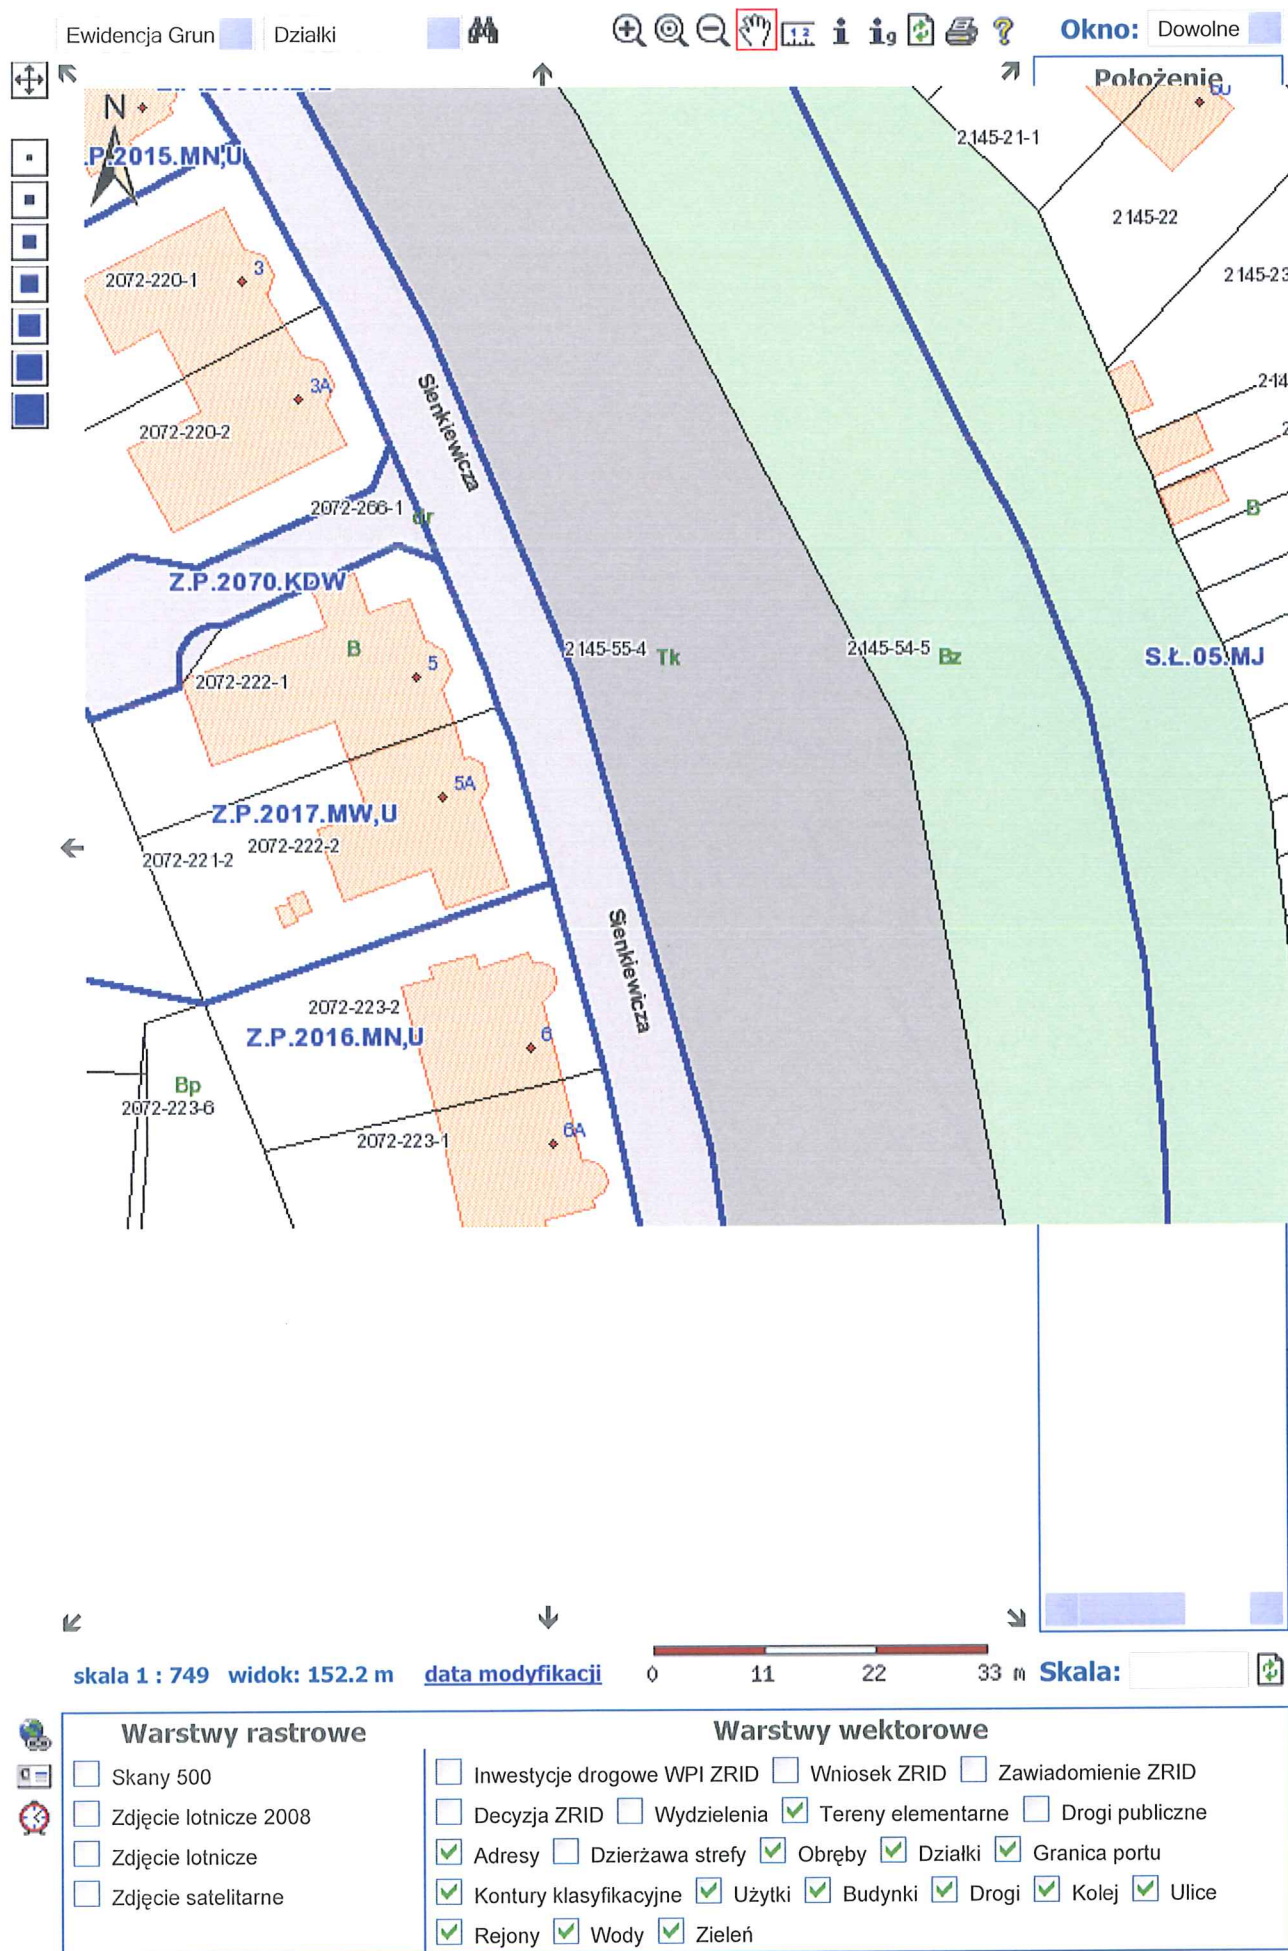 Ewidencja Grun Działki Okno: Dowolne
Położenie
N
Z.P.2015.MN,U
2145-21-1
2145-22
2145-23
3
2072-220-1
3A
2072-220-2
Sienkiewicza
2072-266-1
dr
B
Z.P.2070.KDW
B
5
2072-222-1
2145-55-4 Tk
2145-54-5 Bz
S.Ł.05.MJ
5A
Z.P.2017.MW,U
2072-222-2
2072-221-2
Sienkiewicza
2072-223-2
Z.P.2016.MN,U
6
Bp
2072-223-6
2072-223-1
6A
skala 1 : 749 widok: 152.2 m data modyfikacji 0 11 22 33 m Skala:
Warstwy rastrowe
Skany 500
Zdjęcie lotnicze 2008
Zdjęcie lotnicze
Zdjęcie satelitarne
Warstwy wektorowe
Inwestycje drogowe WPI ZRID Wniosek ZRID Zawiadomienie ZRID
Decyzja ZRID Wydzielenia Tereny elementarne Drogi publiczne
Adresy Dzierżawa strefy Obręby Działki Granica portu
Kontury klasyfikacyjne Użytki Budynki Drogi Kolej Ulice
Rejony Wody Zieleń